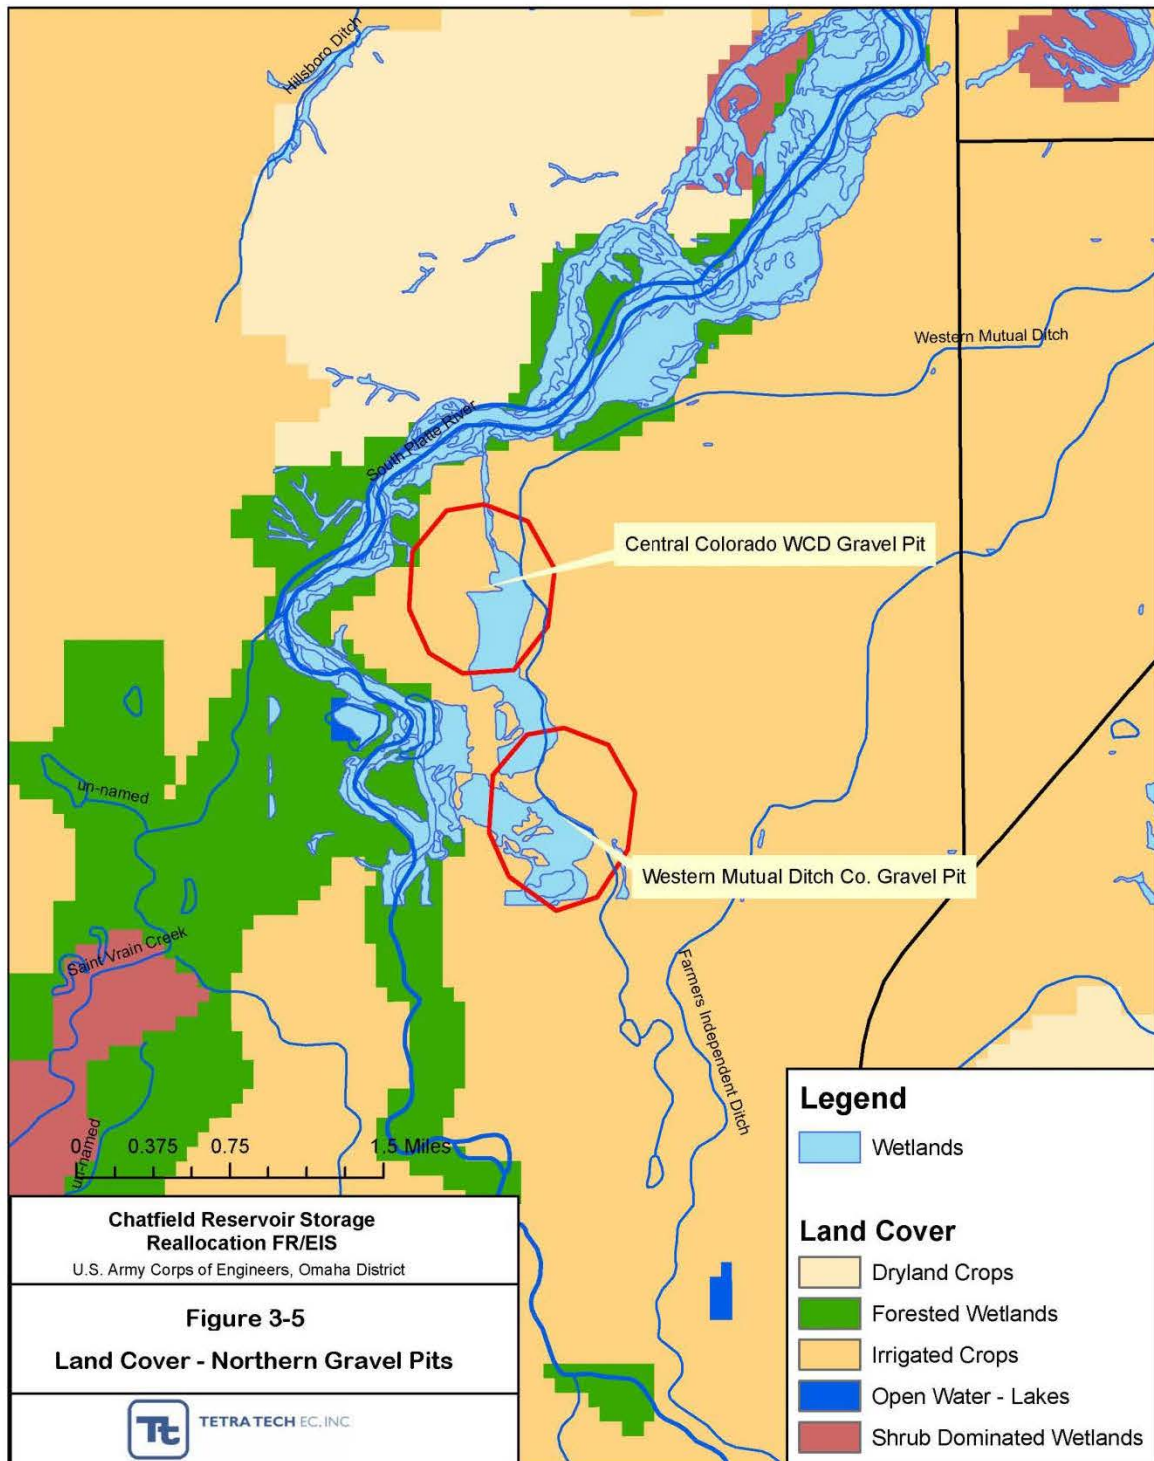 Hillsboro Ditch
Western Mutual Ditch
South Platte River
Central Colorado WCD Gravel Pit
un-named
Western Mutual Ditch Co. Gravel Pit
Saint Vrain Creek
Farmers Independent Ditch
un-named
0 0.375 0.75 1.5 Miles
Chatfield Reservoir Storage
Reallocation FR/EIS
U.S. Army Corps of Engineers, Omaha District
Figure 3-5
Land Cover - Northern Gravel Pits
Tt
TETRA TECH EC, INC
Legend
Wetlands
Land Cover
Dryland Crops
Forested Wetlands
Irrigated Crops
Open Water - Lakes
Shrub Dominated Wetlands